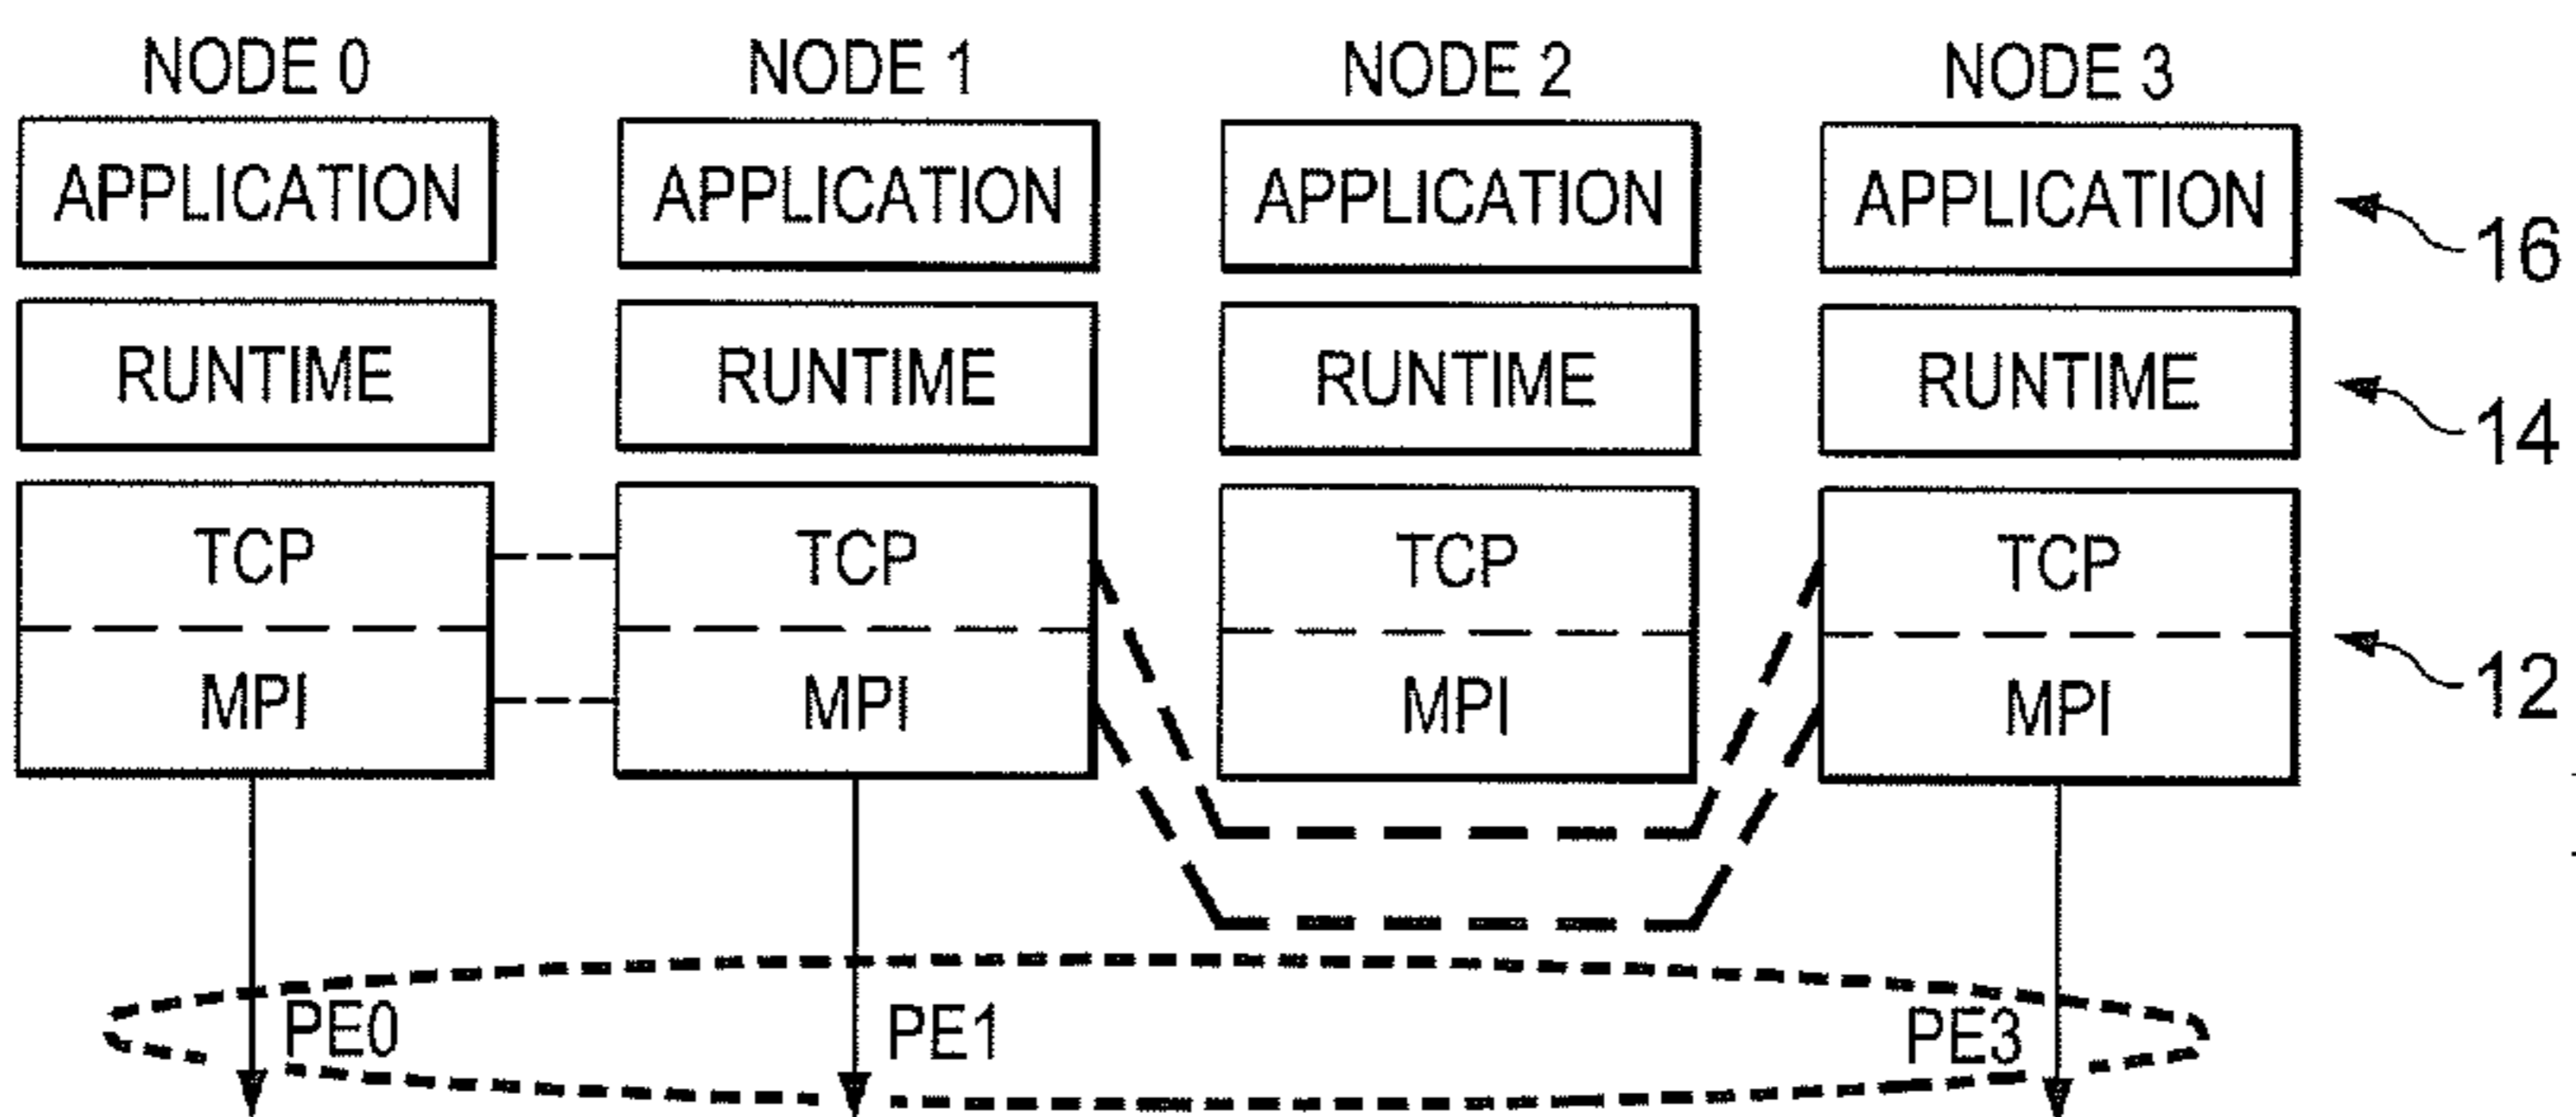 NODE 0 NODE 1 NODE 2 NODE 3
APPLICATION APPLICATION APPLICATION APPLICATION 16
RUNTIME RUNTIME RUNTIME RUNTIME 14
TCP TCP TCP TCP
MPI MPI MPI MPI 12
PE0 PE1 PE3